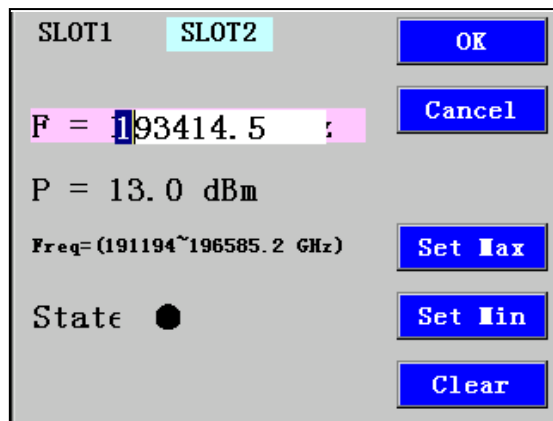 SLOT1 SLOT2
OK
Cancel
F = 193414.5
P = 13.0 dBm
Freq=(191194~196585.2 GHz)
Set Max
State
Set Min
Clear